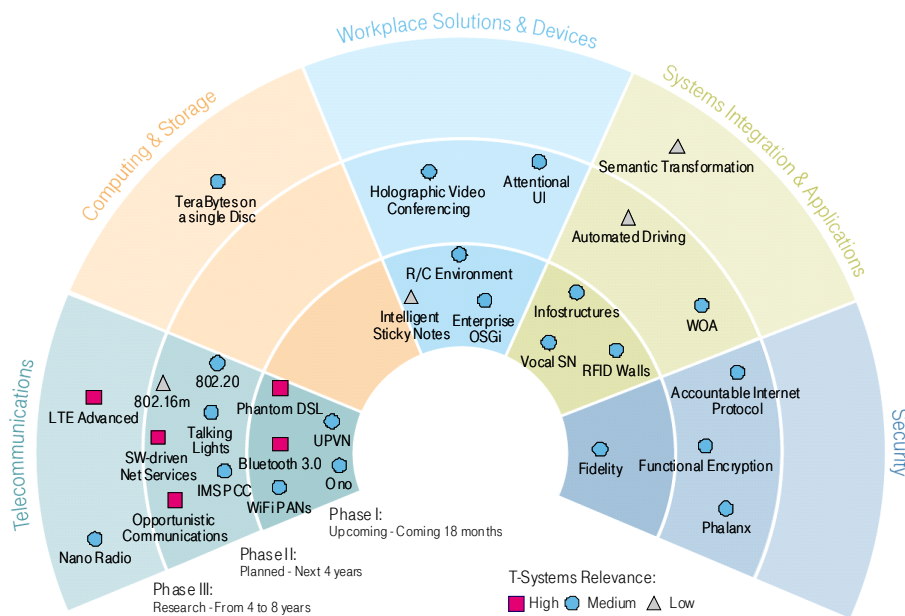 Workplace Solutions & Devices
Computing & Storage
Systems Integration & Applications
Telecommunications
Security
TeraBytes on
a single Disc
Holographic Video
Conferencing
Attentional
UI
Semantic Transformation
Automated Driving
WOA
R/C Environment
Intelligent
Sticky Notes
Enterprise
OSGi
Infostructures
Vocal SN
RFID Walls
LTE Advanced
802.16m
802.20
Talking
Lights
SW-driven
Net Services
IMS PCC
Opportunistic
Communications
Nano Radio
Phantom DSL
UPVN
Bluetooth 3.0
Ono
WiFi PANs
Accountable Internet
Protocol
Fidelity
Functional Encryption
Phalanx
Phase I:
Upcoming - Coming 18 months
Phase II:
Planned - Next 4 years
Phase III:
Research - From 4 to 8 years
T-Systems Relevance:
High
Medium
Low